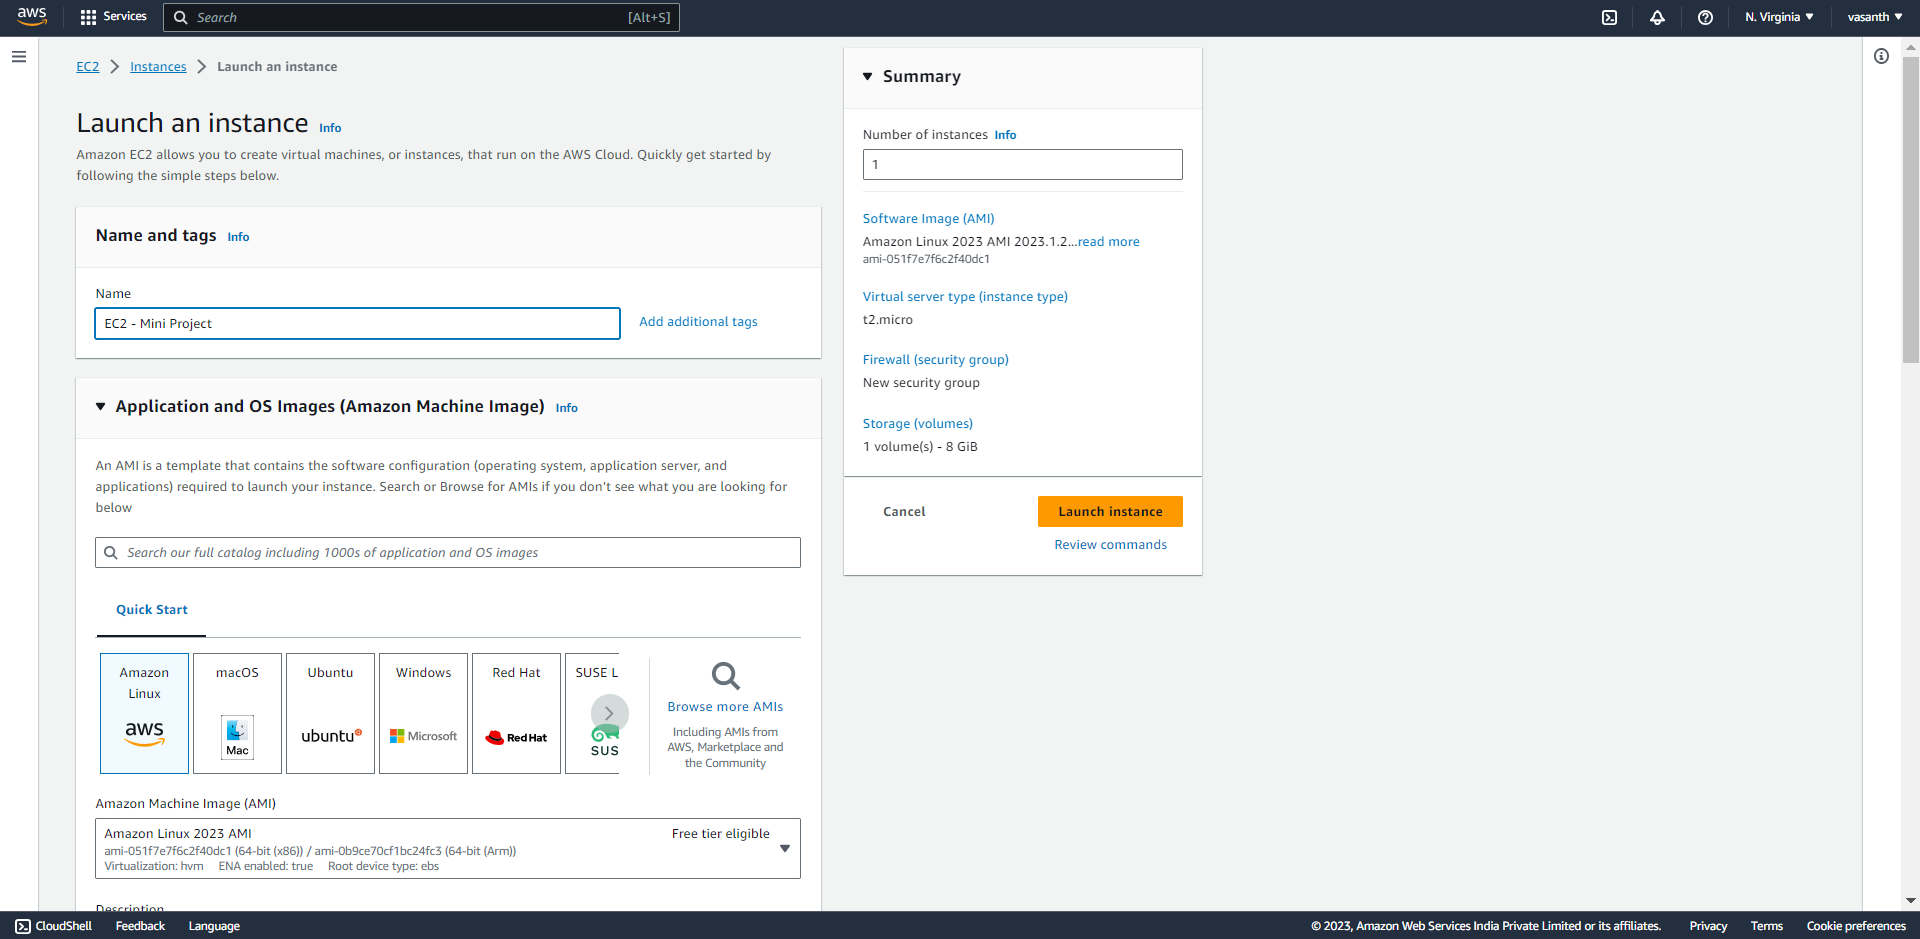 aws
Services
Search
[Alt+S]
N. Virginia
vasanth
EC2
Instances
Launch an instance
Launch an instance Info
Amazon EC2 allows you to create virtual machines, or instances, that run on the AWS Cloud. Quickly get started by
following the simple steps below.
Name and tags Info
Name
EC2 - Mini Project
Add additional tags
Application and OS Images (Amazon Machine Image) Info
An AMI is a template that contains the software configuration (operating system, application server, and
applications) required to launch your instance. Search or Browse for AMIs if you don't see what you are looking for
below
Search our full catalog including 1000s of application and OS images
Quick Start
Amazon
Linux
aws
macOS
Mac
Ubuntu
ubuntu
Windows
Microsoft
Red Hat
Red Hat
SUSE L
SUS
Browse more AMIs
Including AMIs from
AWS, Marketplace and
the Community
Amazon Machine Image (AMI)
Amazon Linux 2023 AMI
Free tier eligible
ami-051f7e7f6c2f40dc1 (64-bit (x86)) / ami-0b9ce70cf1bc24fc3 (64-bit (Arm))
Virtualization: hvm ENA enabled: true Root device type: ebs
Description
Summary
Number of instances Info
1
Software Image (AMI)
Amazon Linux 2023 AMI 2023.1.2...read more
ami-051f7e7f6c2f40dc1
Virtual server type (instance type)
t2.micro
Firewall (security group)
New security group
Storage (volumes)
1 volume(s) - 8 GiB
Cancel
Launch instance
Review commands
CloudShell
Feedback
Language
© 2023, Amazon Web Services India Private Limited or its affiliates.
Privacy
Terms
Cookie preferences